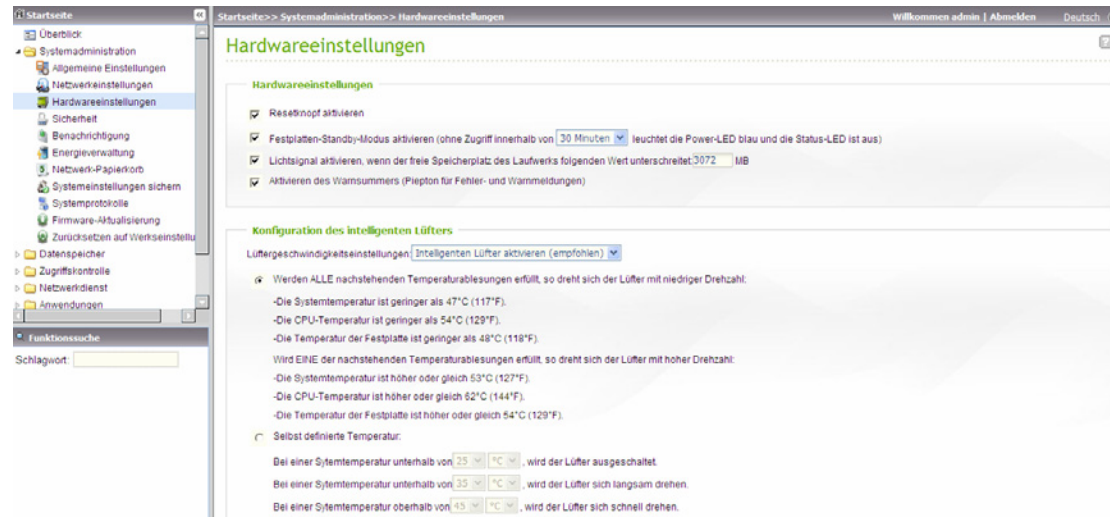 Startseite
Startseite>> Systemadministration>> Hardwareeinstellungen
Willkommen admin | Abmelden
Deutsch
Überblick
Systemadministration
Allgemeine Einstellungen
Netzwerkeinstellungen
Hardwareeinstellungen
Sicherheit
Benachrichtigung
Energieverwaltung
Netzwerk-Papierkorb
Systemeinstellungen sichern
Systemprotokolle
Firmware-Aktualisierung
Zurücksetzen auf Werkseinstellu
Datenspeicher
Zugriffskontrolle
Netzwerkdienst
Anwendungen
Funktionssuche
Schlagwort:
Hardwareeinstellungen
Hardwareeinstellungen
Resetknopf aktivieren
Festplatten-Standby-Modus aktivieren (ohne Zugriff innerhalb von 30 Minuten leuchtet die Power-LED blau und die Status-LED ist aus)
Lichtsignal aktivieren, wenn der freie Speicherplatz des Laufwerks folgenden Wert unterschreitet:3072 MB
Aktivieren des Warnsummers (Piepton für Fehler- und Warnmeldungen)
Konfiguration des intelligenten Lüfters
Lüftergeschwindigkeitseinstellungen: Intelligenten Lüfter aktivieren (empfohlen)
Werden ALLE nachstehenden Temperaturablesungen erfüllt, so dreht sich der Lüfter mit niedriger Drehzahl:
-Die Systemtemperatur ist geringer als 47°C (117°F).
-Die CPU-Temperatur ist geringer als 54°C (129°F).
-Die Temperatur der Festplatte ist geringer als 48°C (118°F).
Wird EINE der nachstehenden Temperaturablesungen erfüllt, so dreht sich der Lüfter mit hoher Drehzahl:
-Die Systemtemperatur ist höher oder gleich 53°C (127°F).
-Die CPU-Temperatur ist höher oder gleich 62°C (144°F).
-Die Temperatur der Festplatte ist höher oder gleich 54°C (129°F).
Selbst definierte Temperatur:
Bei einer Sytemtemperatur unterhalb von 25 °C , wird der Lüfter ausgeschaltet.
Bei einer Sytemtemperatur unterhalb von 35 °C , wird der Lüfter sich langsam drehen.
Bei einer Sytemtemperatur oberhalb von 45 °C , wird der Lüfter sich schnell drehen.